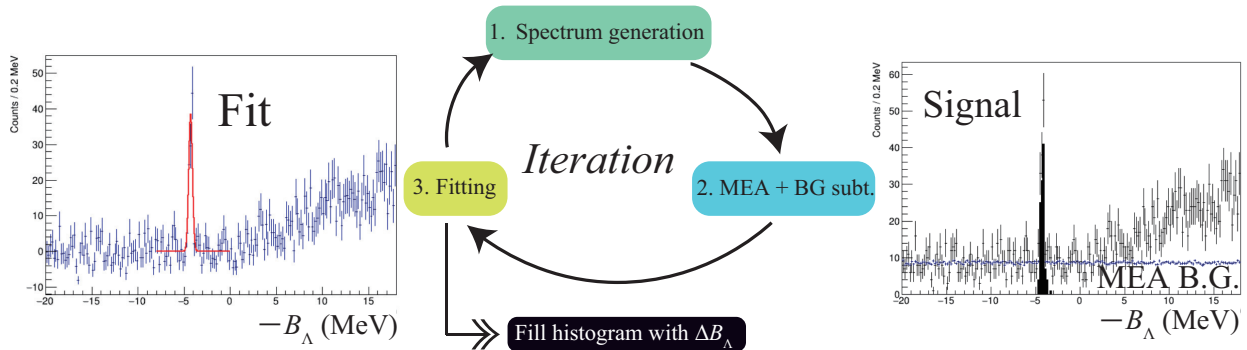 1. Spectrum generation
Iteration
3. Fitting
2. MEA + BG subt.
Fill histogram with ΔB_Λ
Fit
Counts / 0.2 MeV
50
40
30
20
10
0
−10
−20 −15 −10 −5 0 5 10 15
−B_Λ (MeV)
Signal
Counts / 0.2 MeV
60
50
40
30
20
10
0
MEA B.G.
−20 −15 −10 −5 0 5 10 15
−B_Λ (MeV)